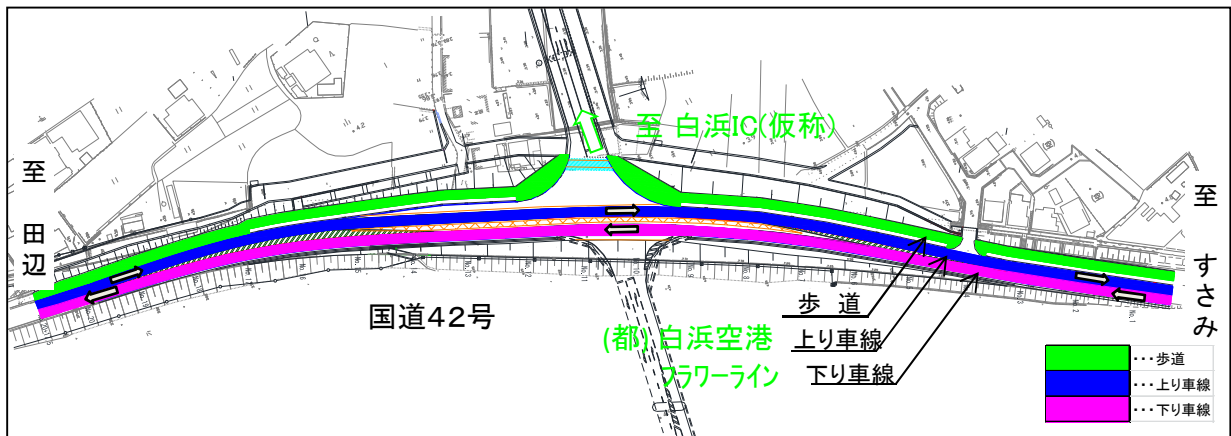 至 白浜IC(仮称)
至
田
辺
至
すさみ
国道42号
(都) 白浜空港
フラワーライン
歩 道
上り車線
下り車線
･･･歩道
･･･上り車線
･･･下り車線